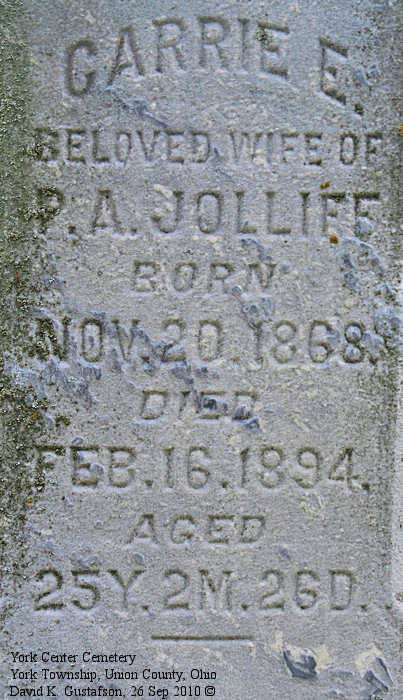 CARRIE E.
BELOVED WIFE OF
P. A. JOLLIFF
BORN
NOV. 20. 1868.
DIED
FEB. 16. 1894.
AGED
25Y. 2M. 26D.
York Center Cemetery
York Township, Union County, Ohio
David K. Gustafson, 26 Sep 2010 ©